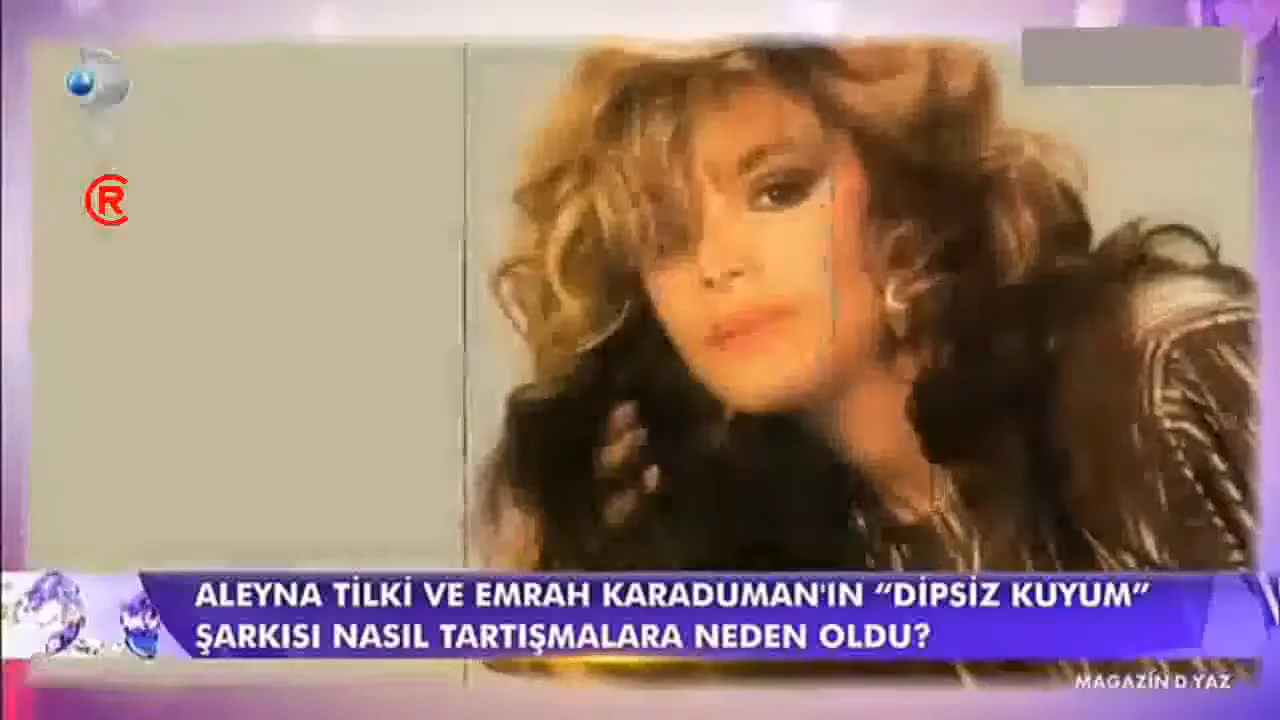 R
ALEYNA TİLKİ VE EMRAH KARADUMAN'IN “DİPSİZ KUYUM”
ŞARKISI NASIL TARTIŞMALARA NEDEN OLDU?
MAGAZİN D YAZ